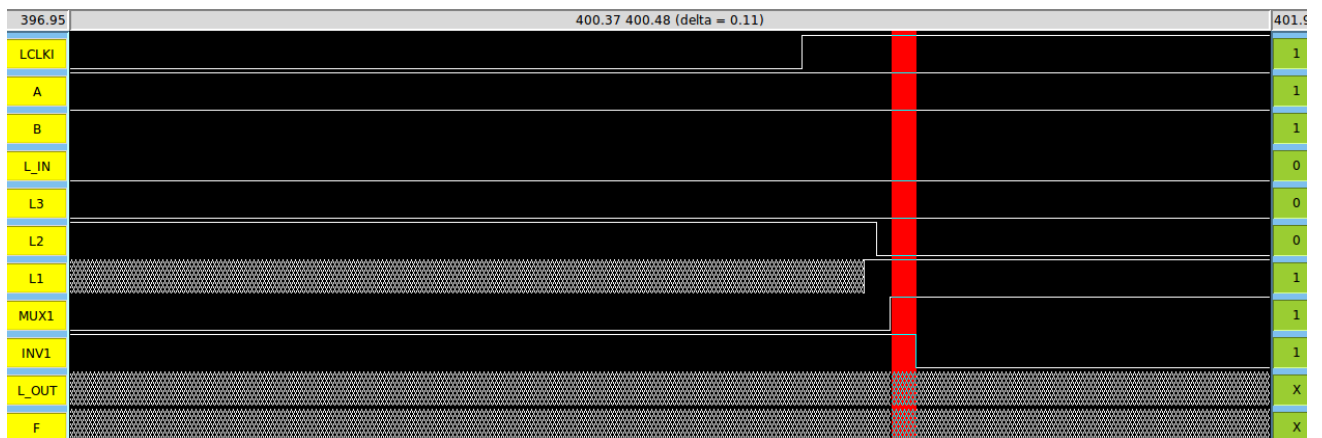 396.95 400.37 400.48 (delta = 0.11) 401.9
LCLKI 1
A 1
B 1
L_IN 0
L3 0
L2 0
L1 1
MUX1 1
INV1 1
L_OUT X
F X